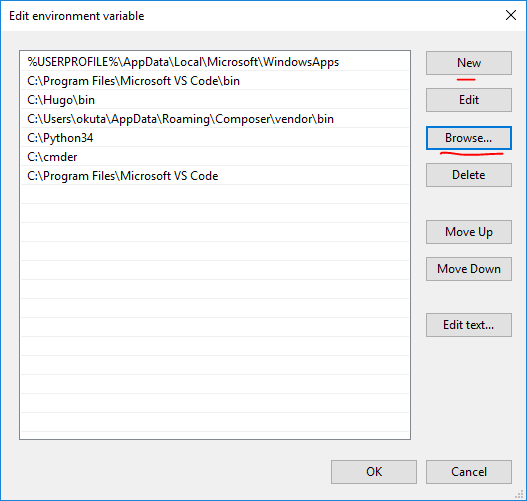 Edit environment variable
%USERPROFILE%\AppData\Local\Microsoft\WindowsApps
C:\Program Files\Microsoft VS Code\bin
C:\Hugo\bin
C:\Users\okuta\AppData\Roaming\Composer\vendor\bin
C:\Python34
C:\cmder
C:\Program Files\Microsoft VS Code
New
Edit
Browse...
Delete
Move Up
Move Down
Edit text...
OK
Cancel